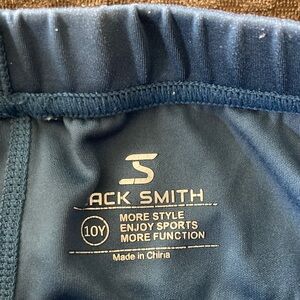 S
ACK SMITH
10Y
MORE STYLE
ENJOY SPORTS
MORE FUNCTION
Made in China